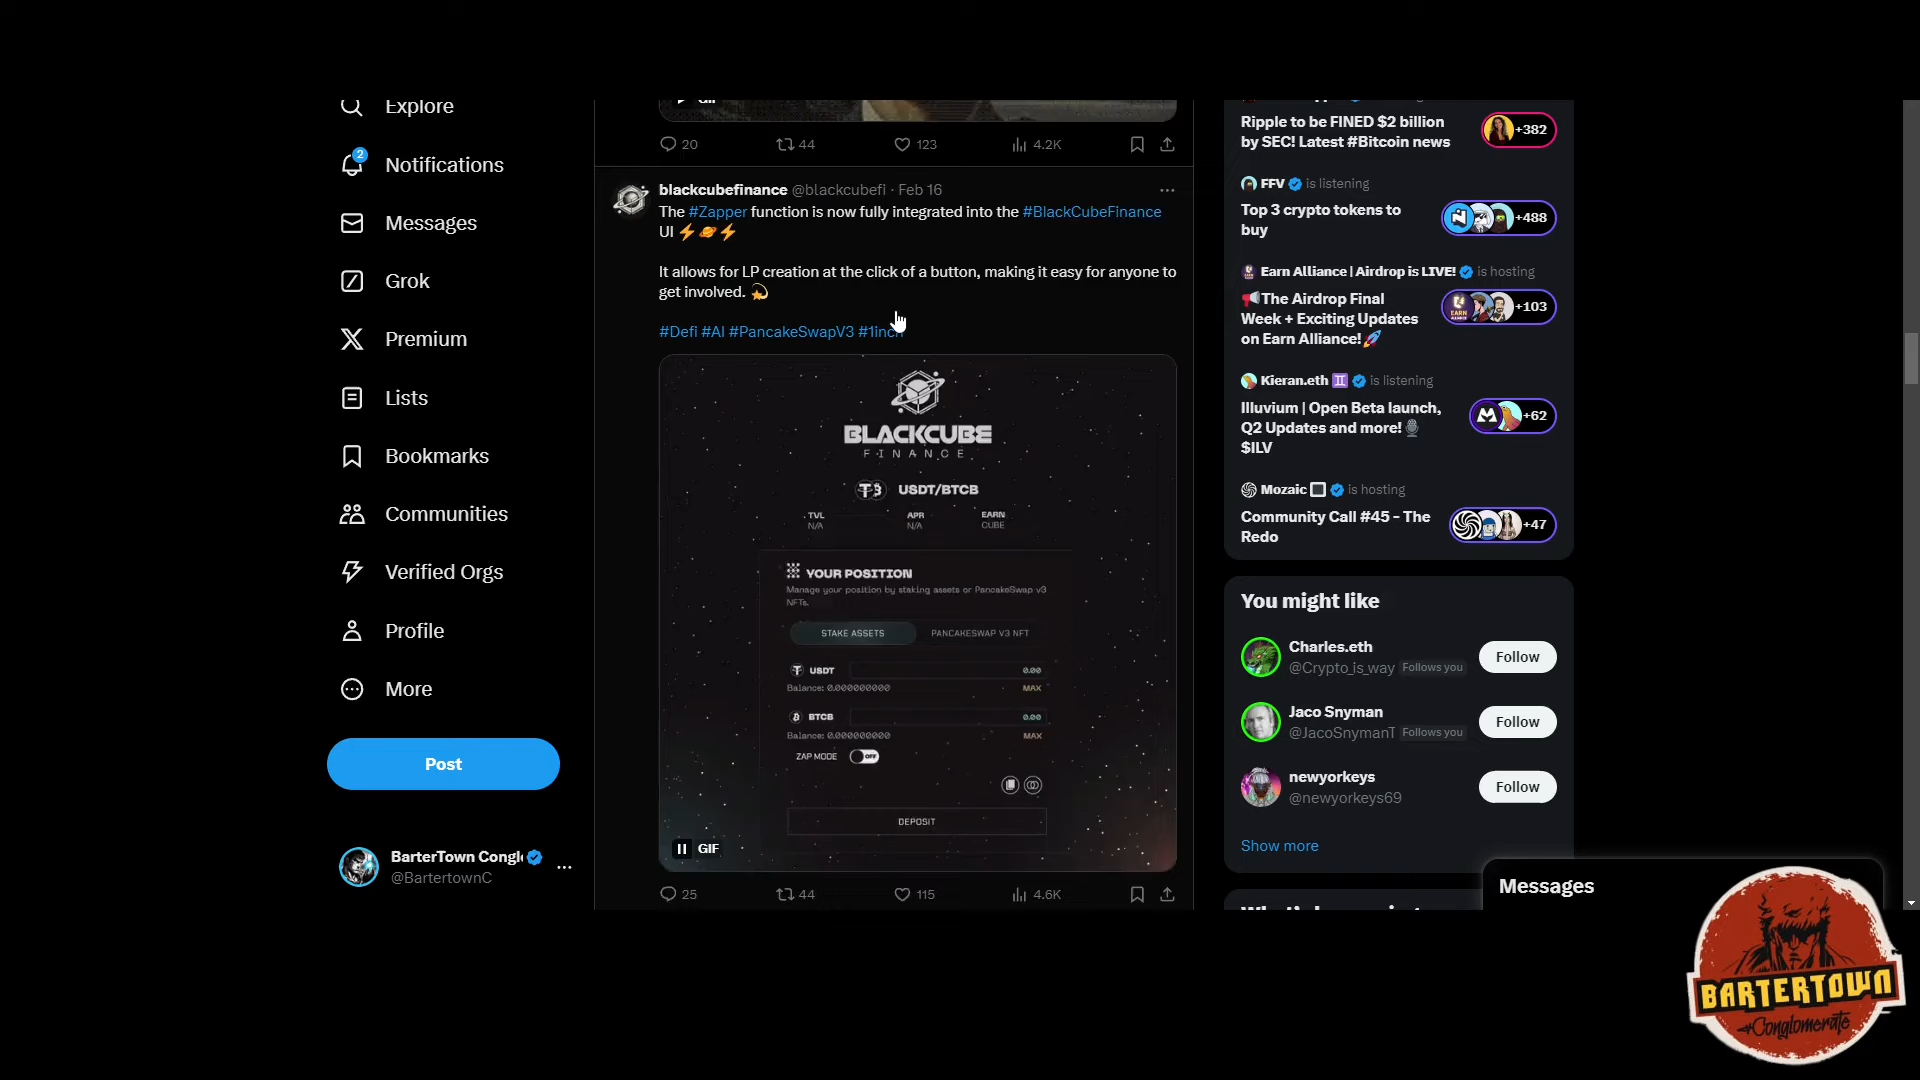 Explore
Notifications
2
Messages
Grok
Premium
Lists
Bookmarks
Communities
Verified Orgs
Profile
More
Post
BarterTown Congl
@BartertownC
GIF
20
44
123
4.2K
blackcubefinance @blackcubefi · Feb 16
The #Zapper function is now fully integrated into the #BlackCubeFinance
UI
It allows for LP creation at the click of a button, making it easy for anyone to
get involved.
#Defi #AI #PancakeSwapV3 #1inch
BLACKCUBE
FINANCE
USDT/BTCB
TVL APR EARN
N/A N/A CUBE
YOUR POSITION
Manage your position by staking assets or PancakeSwap v3
NFTs.
STAKE ASSETS PANCAKESWAP V3 NFT
USDT 0.00
Balance: 0.000000000 MAX
BTCB 0.00
Balance: 0.000000000 MAX
ZAP MODE OFF
DEPOSIT
GIF
25
44
115
4.6K
Ripple to be FINED $2 billion
by SEC! Latest #Bitcoin news
+382
FFV is listening
Top 3 crypto tokens to
buy
+488
Earn Alliance | Airdrop is LIVE! is hosting
The Airdrop Final
Week + Exciting Updates
on Earn Alliance!
+103
Kieran.eth is listening
Illuvium | Open Beta launch,
Q2 Updates and more!
$ILV
+62
Mozaic is hosting
Community Call #45 - The
Redo
+47
You might like
Charles.eth
@Crypto_is_way Follows you
Follow
Jaco Snyman
@JacoSnymanT Follows you
Follow
newyorkeys
@newyorkeys69
Follow
Show more
Messages
BARTERTOWN
Conglomerate